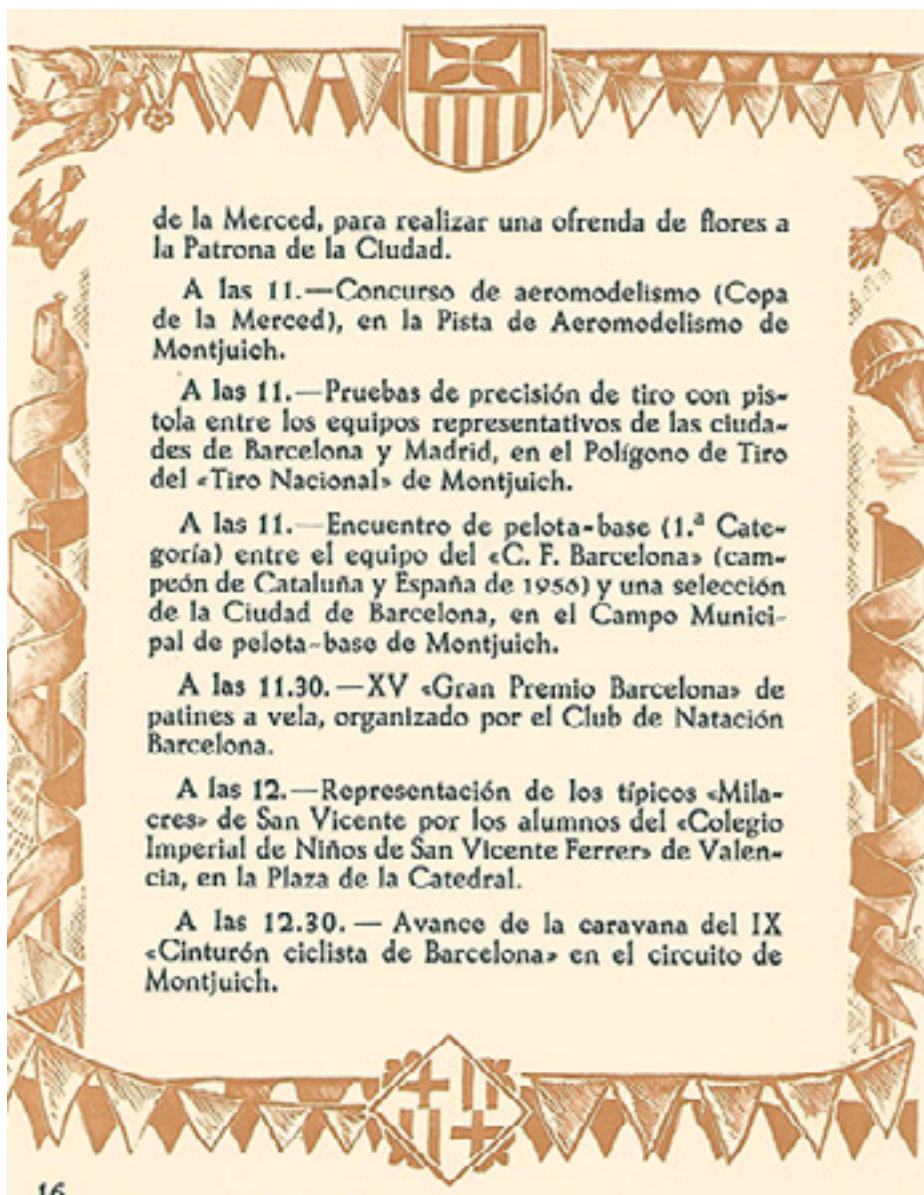 de la Merced, para realizar una ofrenda de flores a
la Patrona de la Ciudad.
A las 11.—Concurso de aeromodelismo (Copa
de la Merced), en la Pista de Aeromodelismo de
Montjuich.
A las 11.—Pruebas de precisión de tiro con pis-
tola entre los equipos representativos de las ciuda-
des de Barcelona y Madrid, en el Polígono de Tiro
del «Tiro Nacional» de Montjuich.
A las 11.—Encuentro de pelota-base (1.ª Cate-
goría) entre el equipo del «C. F. Barcelona» (cam-
peón de Cataluña y España de 1956) y una selección
de la Ciudad de Barcelona, en el Campo Munici-
pal de pelota-base de Montjuich.
A las 11.30.—XV «Gran Premio Barcelona» de
patines a vela, organizado por el Club de Natación
Barcelona.
A las 12.—Representación de los típicos «Mila-
cres» de San Vicente por los alumnos del «Colegio
Imperial de Niños de San Vicente Ferrer» de Valen-
cia, en la Plaza de la Catedral.
A las 12.30. — Avance de la caravana del IX
«Cinturón ciclista de Barcelona» en el circuito de
Montjuich.
16